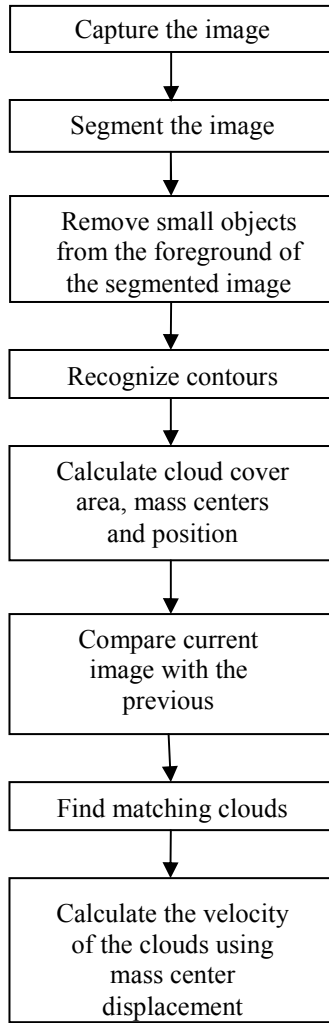 Capture the image
Segment the image
Remove small objects
from the foreground of
the segmented image
Recognize contours
Calculate cloud cover
area, mass centers
and position
Compare current
image with the
previous
Find matching clouds
Calculate the velocity
of the clouds using
mass center
displacement